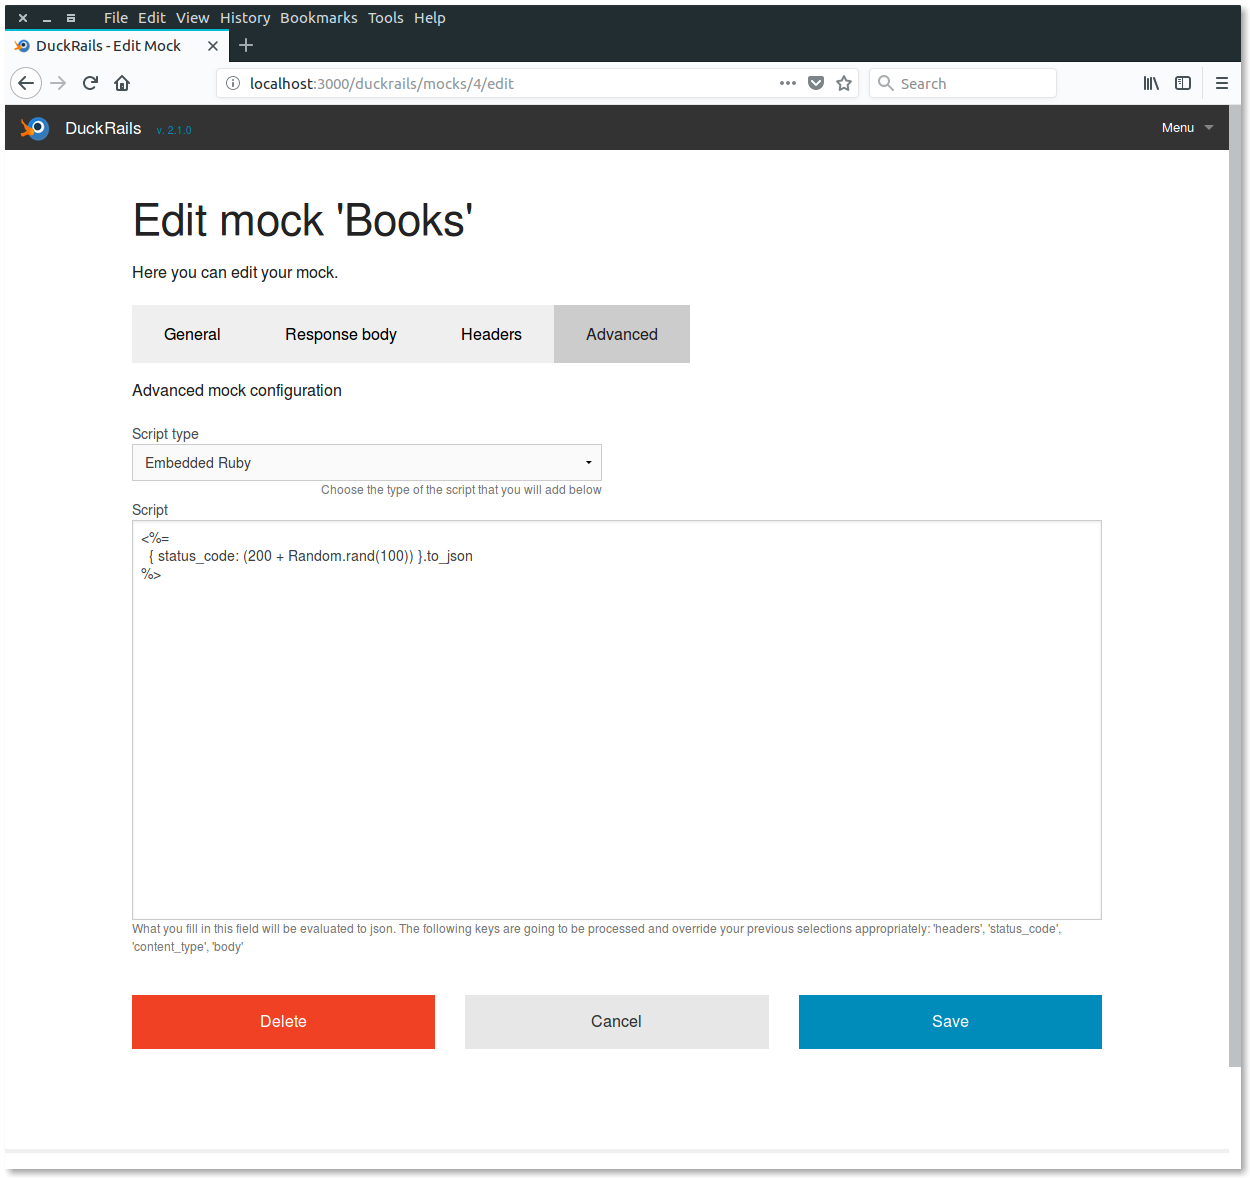 File Edit View History Bookmarks Tools Help
DuckRails - Edit Mock
localhost:3000/duckrails/mocks/4/edit
Search
DuckRails v. 2.1.0
Menu
Edit mock 'Books'
Here you can edit your mock.
General Response body Headers Advanced
Advanced mock configuration
Script type
Embedded Ruby
Choose the type of the script that you will add below
Script
<%=
{ status_code: (200 + Random.rand(100)) }.to_json
%>
What you fill in this field will be evaluated to json. The following keys are going to be processed and override your previous selections appropriately: 'headers', 'status_code',
'content_type', 'body'
Delete Cancel Save